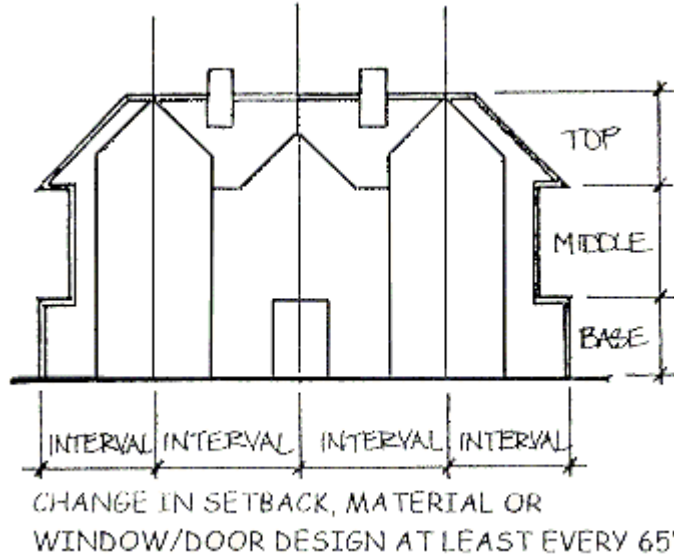 TOP
MIDDLE
BASE
INTERVAL INTERVAL INTERVAL INTERVAL
CHANGE IN SETBACK, MATERIAL OR
WINDOW/DOOR DESIGN AT LEAST EVERY 65'